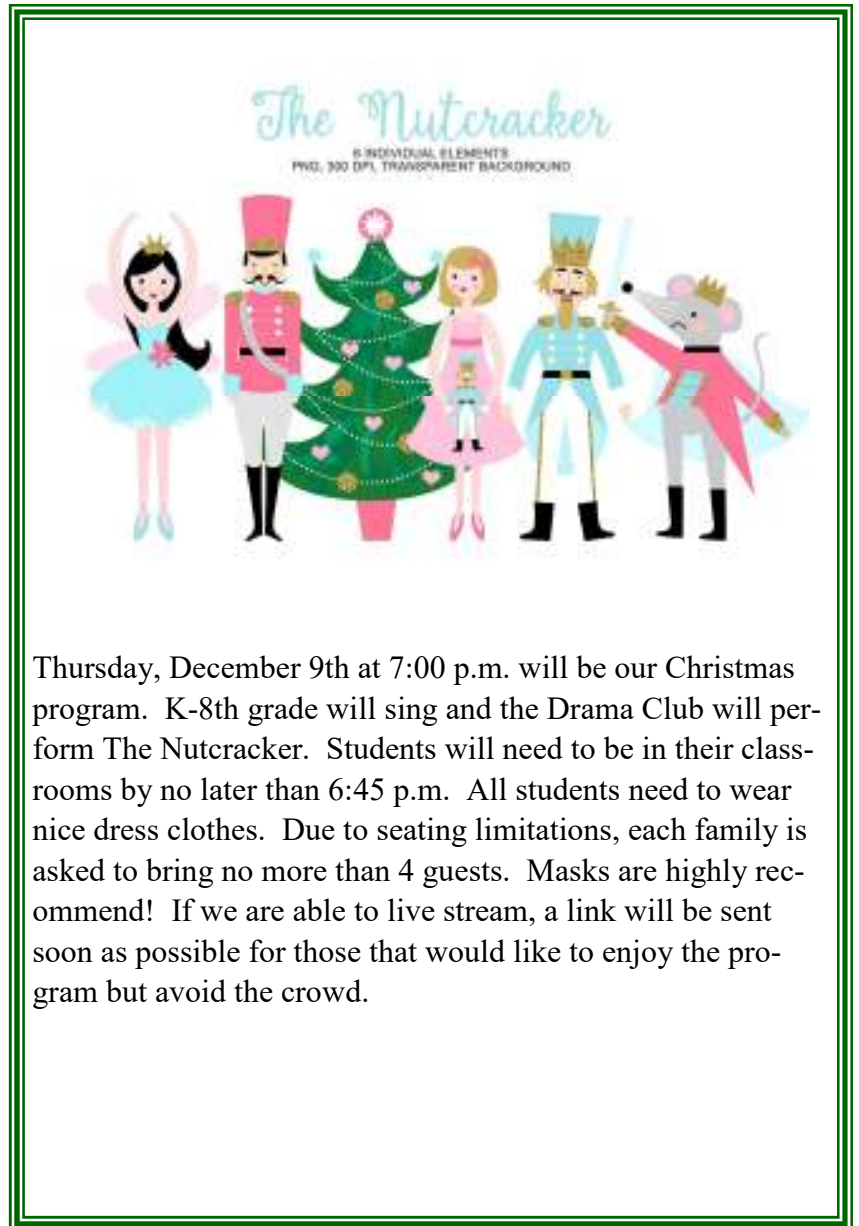 The Nutcracker
6 INDIVIDUAL ELEMENTS
PNG, 300 DPI, TRANSPARENT BACKGROUND
Thursday, December 9th at 7:00 p.m. will be our Christmas
program.  K-8th grade will sing and the Drama Club will per-
form The Nutcracker.  Students will need to be in their class-
rooms by no later than 6:45 p.m.  All students need to wear
nice dress clothes.  Due to seating limitations, each family is
asked to bring no more than 4 guests.  Masks are highly rec-
ommend!  If we are able to live stream, a link will be sent
soon as possible for those that would like to enjoy the pro-
gram but avoid the crowd.